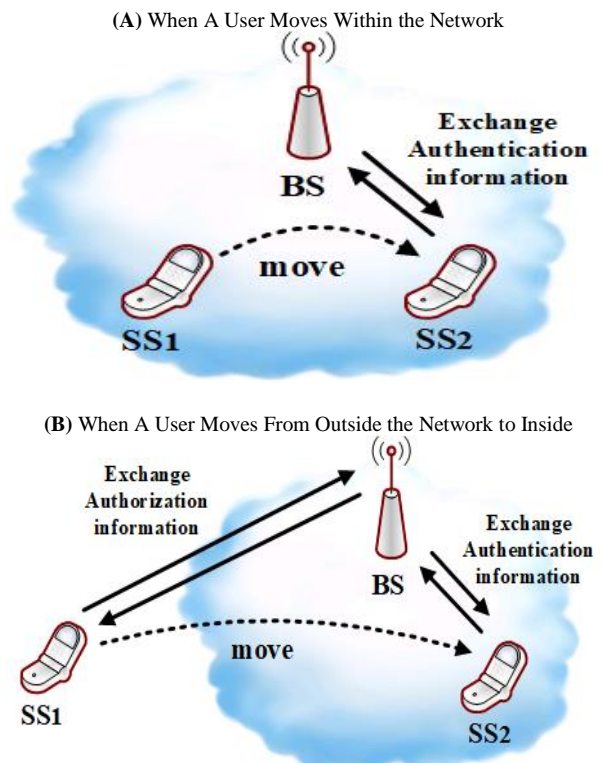 (A) When A User Moves Within the Network
Exchange
Authentication
information
BS
move
SS1
SS2
(B) When A User Moves From Outside the Network to Inside
Exchange
Authorization
information
Exchange
Authentication
information
BS
move
SS1
SS2